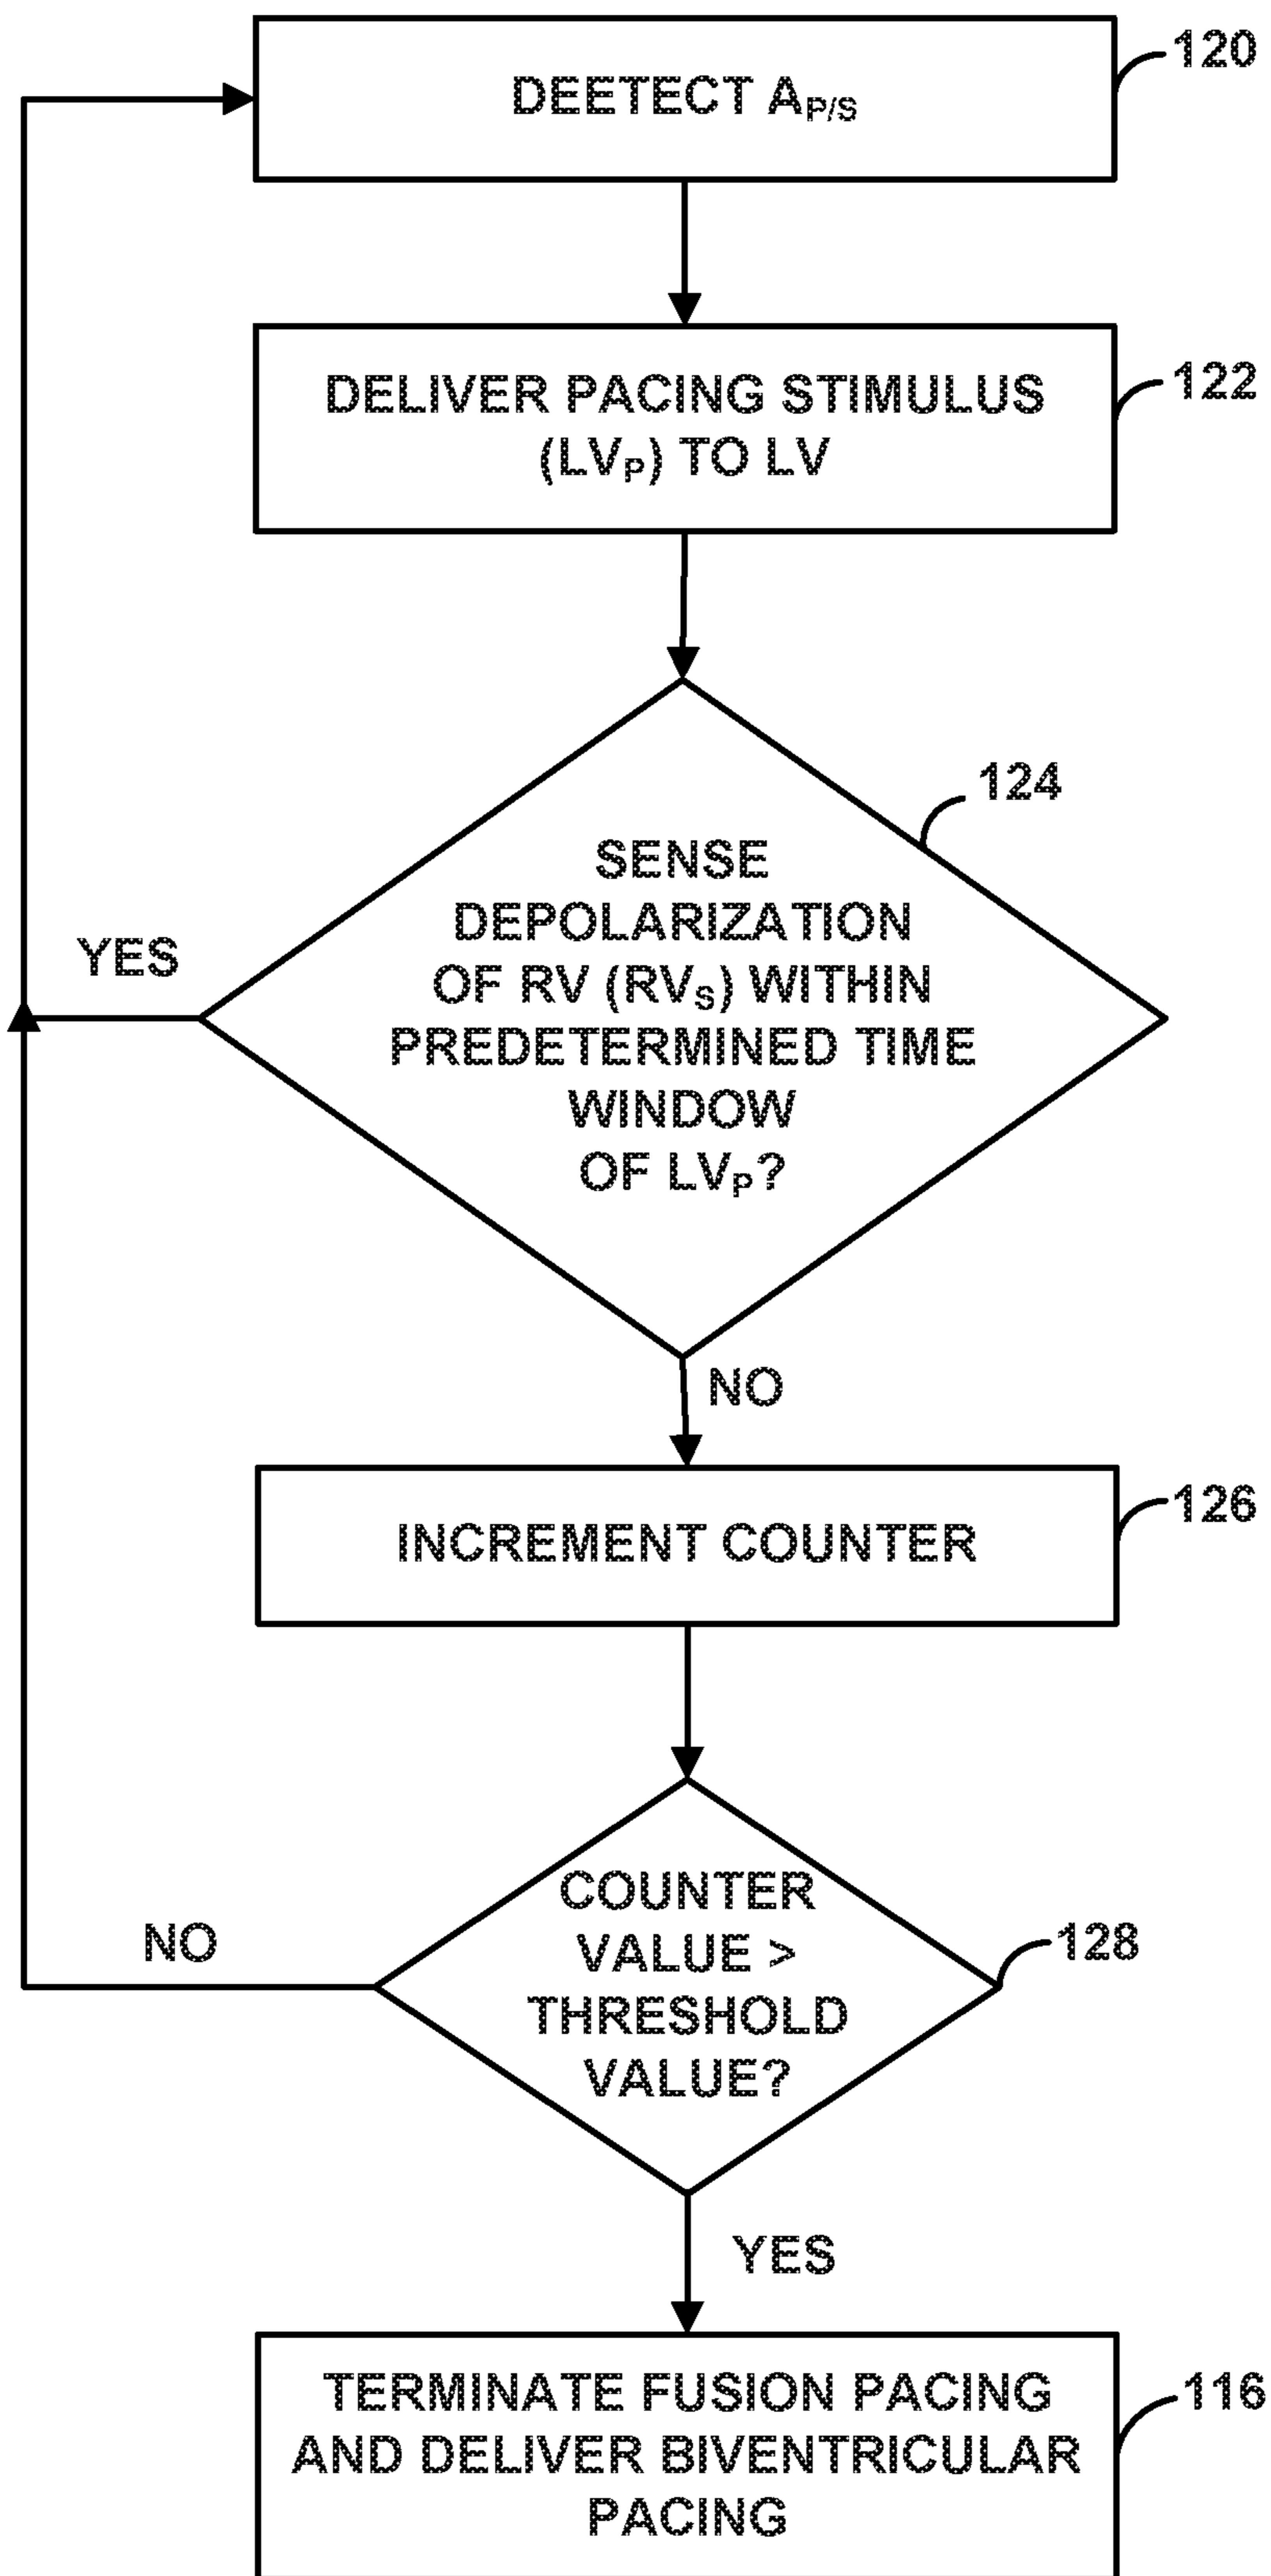 DEETECT AP/S
120
DELIVER PACING STIMULUS
(LVP) TO LV
122
124
SENSE
DEPOLARIZATION
OF RV (RVS) WITHIN
PREDETERMINED TIME
WINDOW
OF LVP?
YES
NO
INCREMENT COUNTER
126
COUNTER
VALUE >
THRESHOLD
VALUE?
128
NO
YES
TERMINATE FUSION PACING
AND DELIVER BIVENTRICULAR
PACING
116